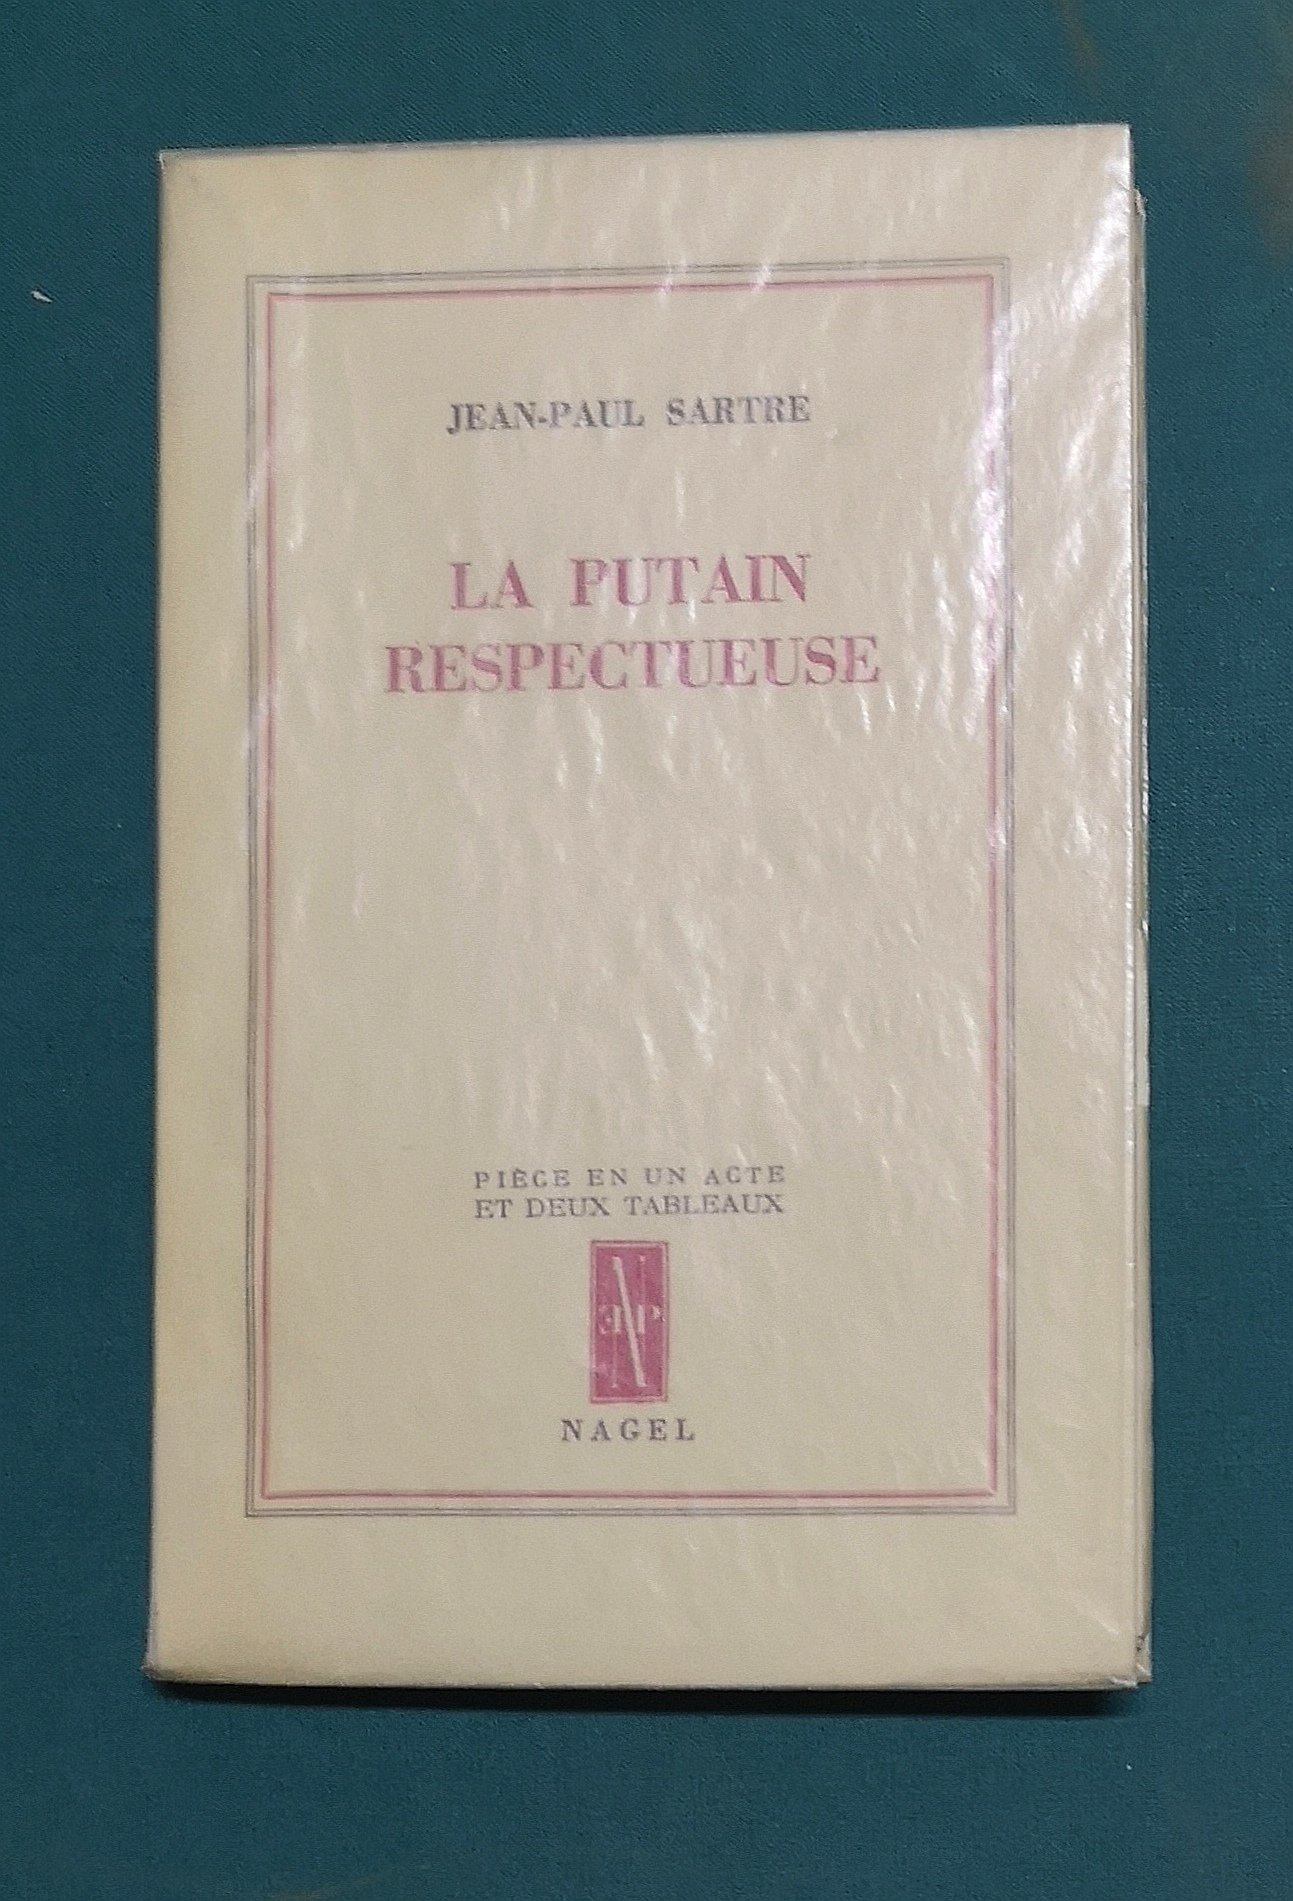 JEAN-PAUL SARTRE
LA PUTAIN
RESPECTUEUSE
PIÈCE EN UN ACTE
ET DEUX TABLEAUX
NAGEL